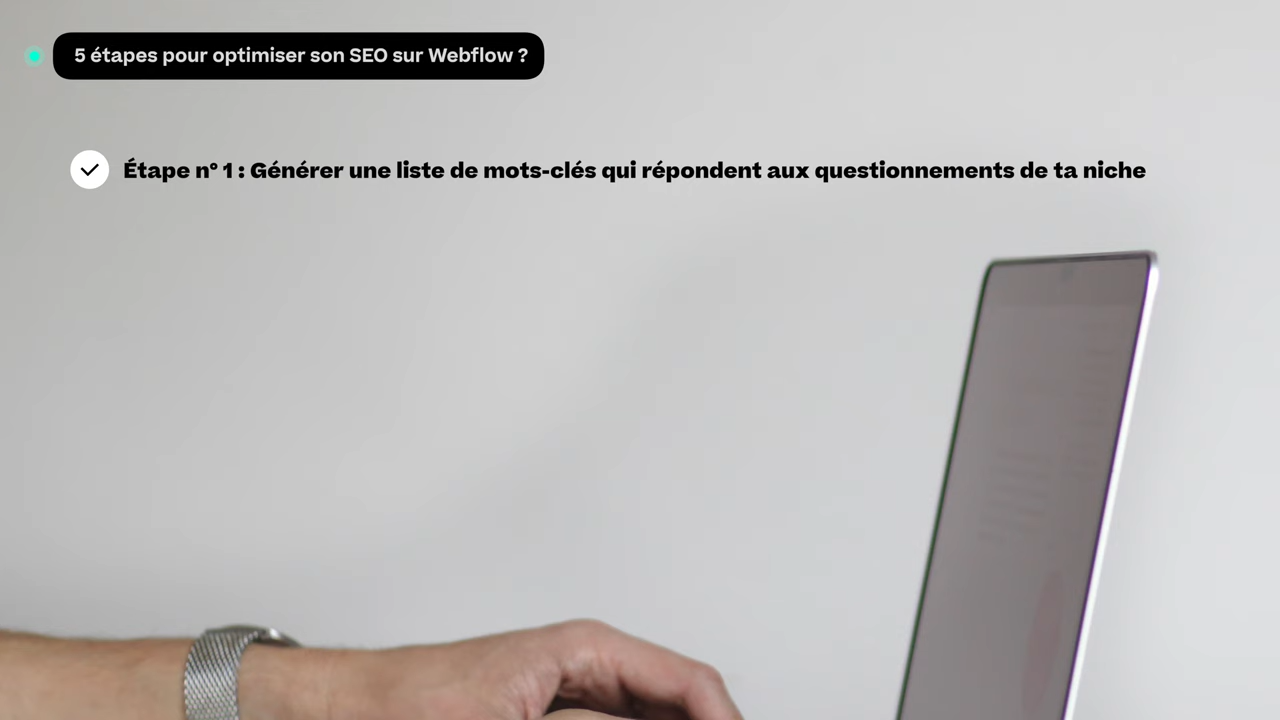 5 étapes pour optimiser son SEO sur Webflow ?
Étape n° 1 : Générer une liste de mots-clés qui répondent aux questionnements de ta niche